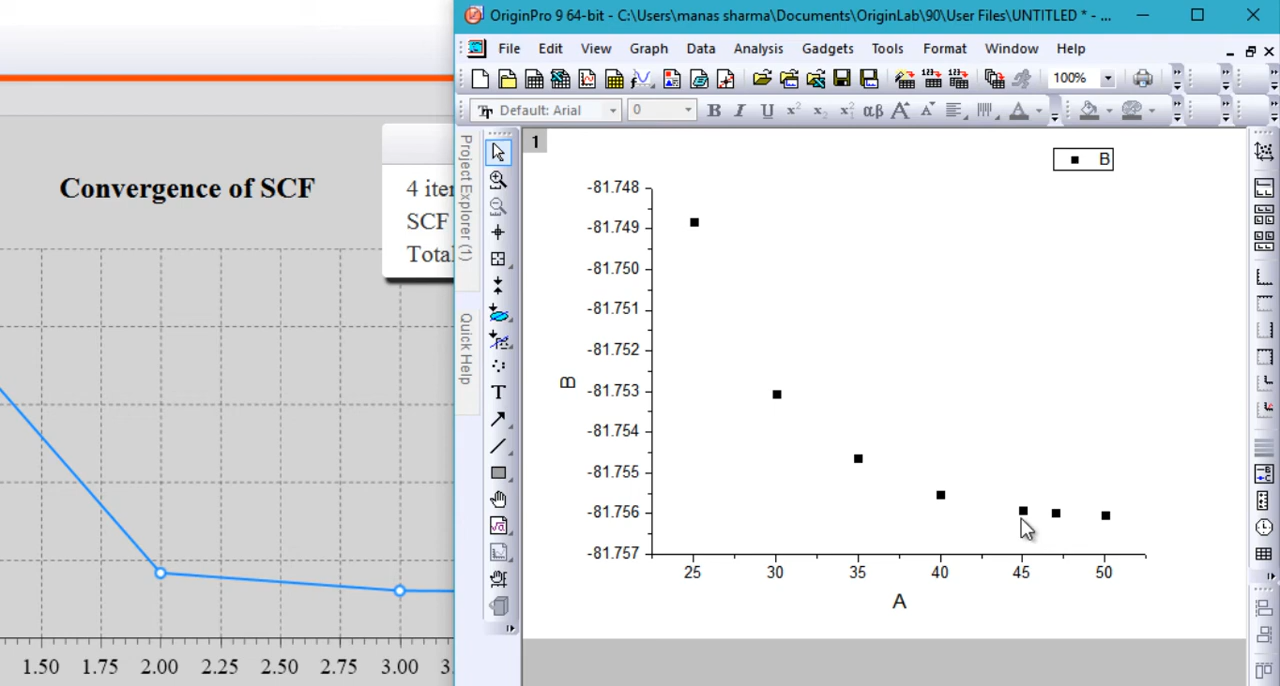 OriginPro 9 64-bit - C:\Users\manas sharma\Documents\OriginLab\90\User Files\UNTITLED * - ...
File Edit View Graph Data Analysis Gadgets Tools Format Window Help
100%
Default: Arial 0 B I U x² x₂ αβ A A A
Project Explorer (1)
Quick Help
T
1
B
-81.748
-81.749
-81.750
-81.751
-81.752
-81.753
-81.754
-81.755
-81.756
-81.757
B
25 30 35 40 45 50
A
Convergence of SCF
4 iter
SCF
Total
1.50 1.75 2.00 2.25 2.50 2.75 3.00 3.